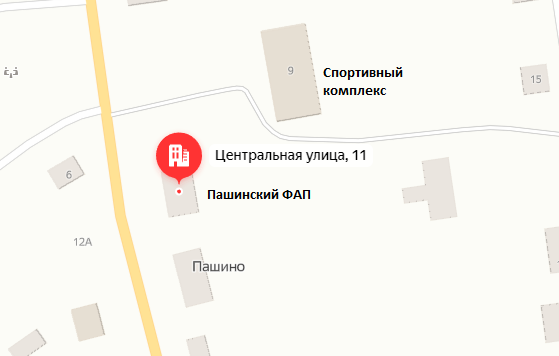 9
Спортивный
комплекс
15
Центральная улица, 11
6
Пашинский ФАП
12А
Пашино